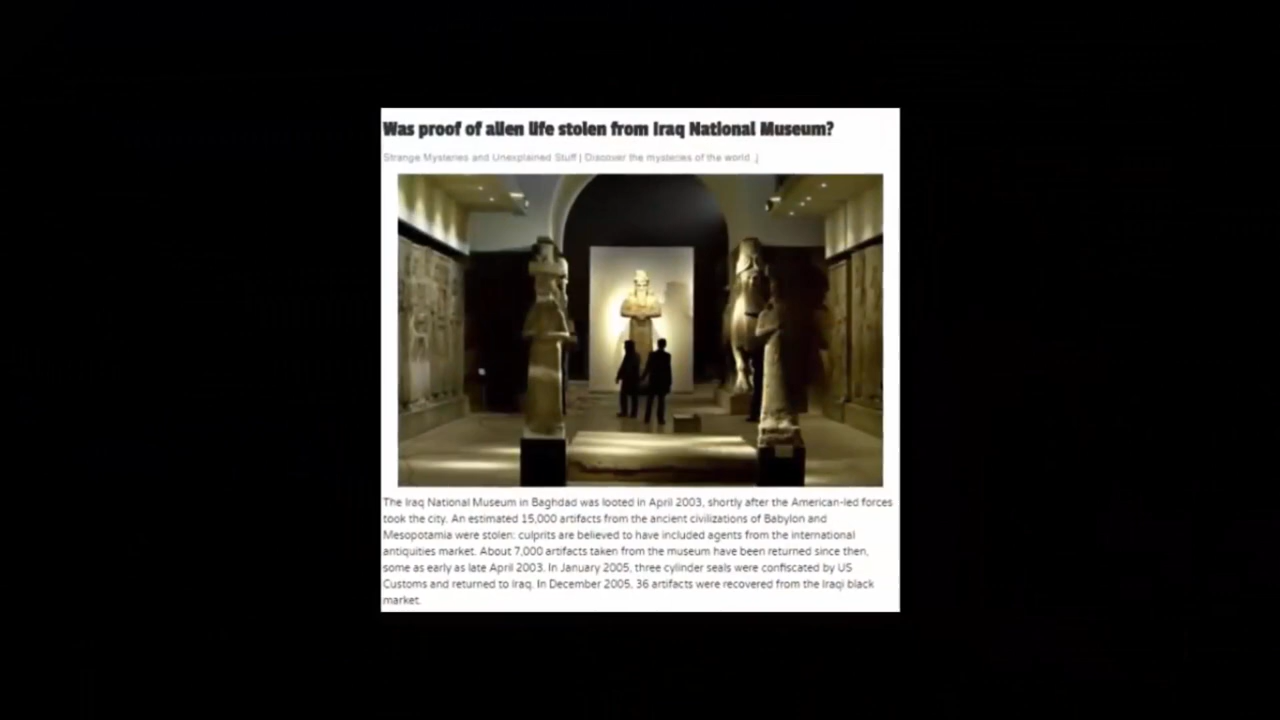 Was proof of alien life stolen from Iraq National Museum?
Strange Mysteries and Unexplained Stuff | Discover the mysteries of the world :)
The Iraq National Museum in Baghdad was looted in April 2003, shortly after the American-led forces
took the city. An estimated 15,000 artifacts from the ancient civilizations of Babylon and
Mesopotamia were stolen: culprits are believed to have included agents from the international
antiquities market. About 7,000 artifacts taken from the museum have been returned since then,
some as early as late April 2003. In January 2005, three cylinder seals were confiscated by US
Customs and returned to Iraq. In December 2005, 36 artifacts were recovered from the Iraqi black
market.